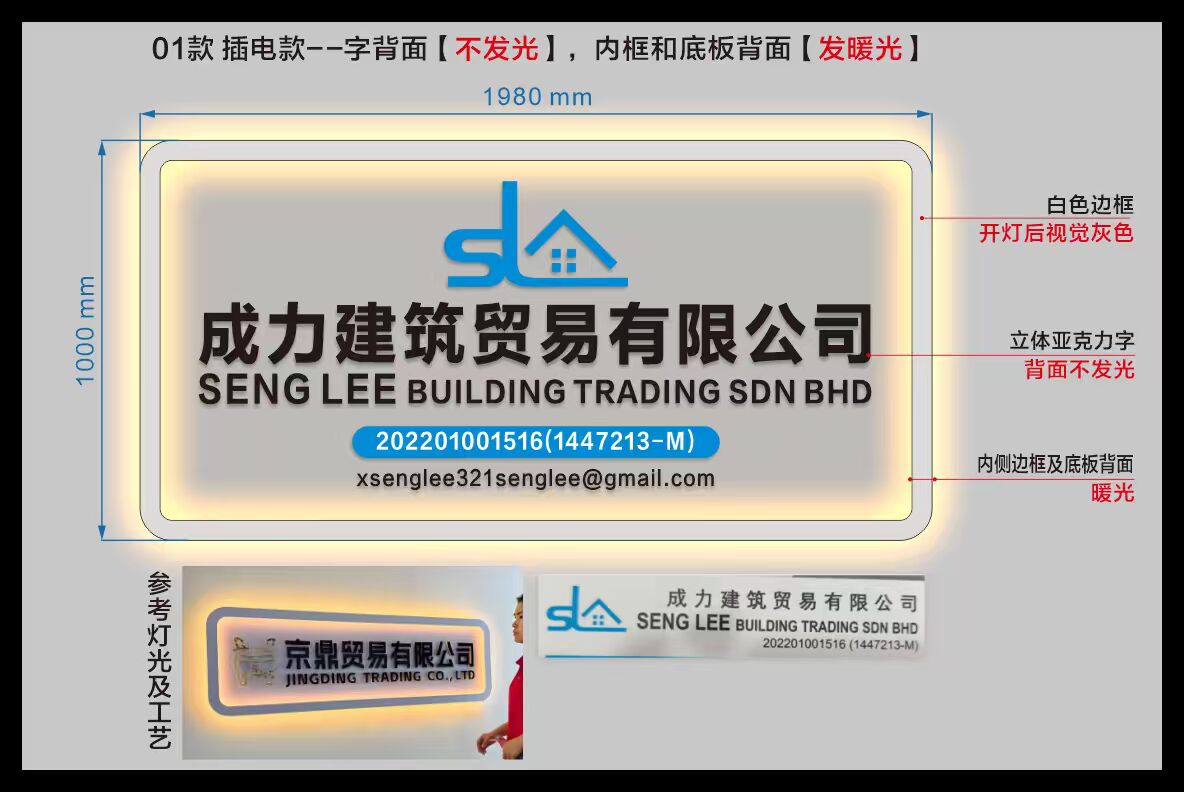 01款 插电款--字背面【不发光】，内框和底板背面【发暖光】
1980 mm
1000 mm
白色边框
开灯后视觉灰色
sl
成力建筑贸易有限公司
SENG LEE BUILDING TRADING SDN BHD
202201001516(1447213-M)
xsenglee321senglee@gmail.com
立体亚克力字
背面不发光
内侧边框及底板背面
暖光
参考灯光及工艺
京鼎贸易有限公司
JINGDING TRADING CO.,LTD
sl
成力建筑贸易有限公司
SENG LEE BUILDING TRADING SDN BHD
202201001516 (1447213-M)